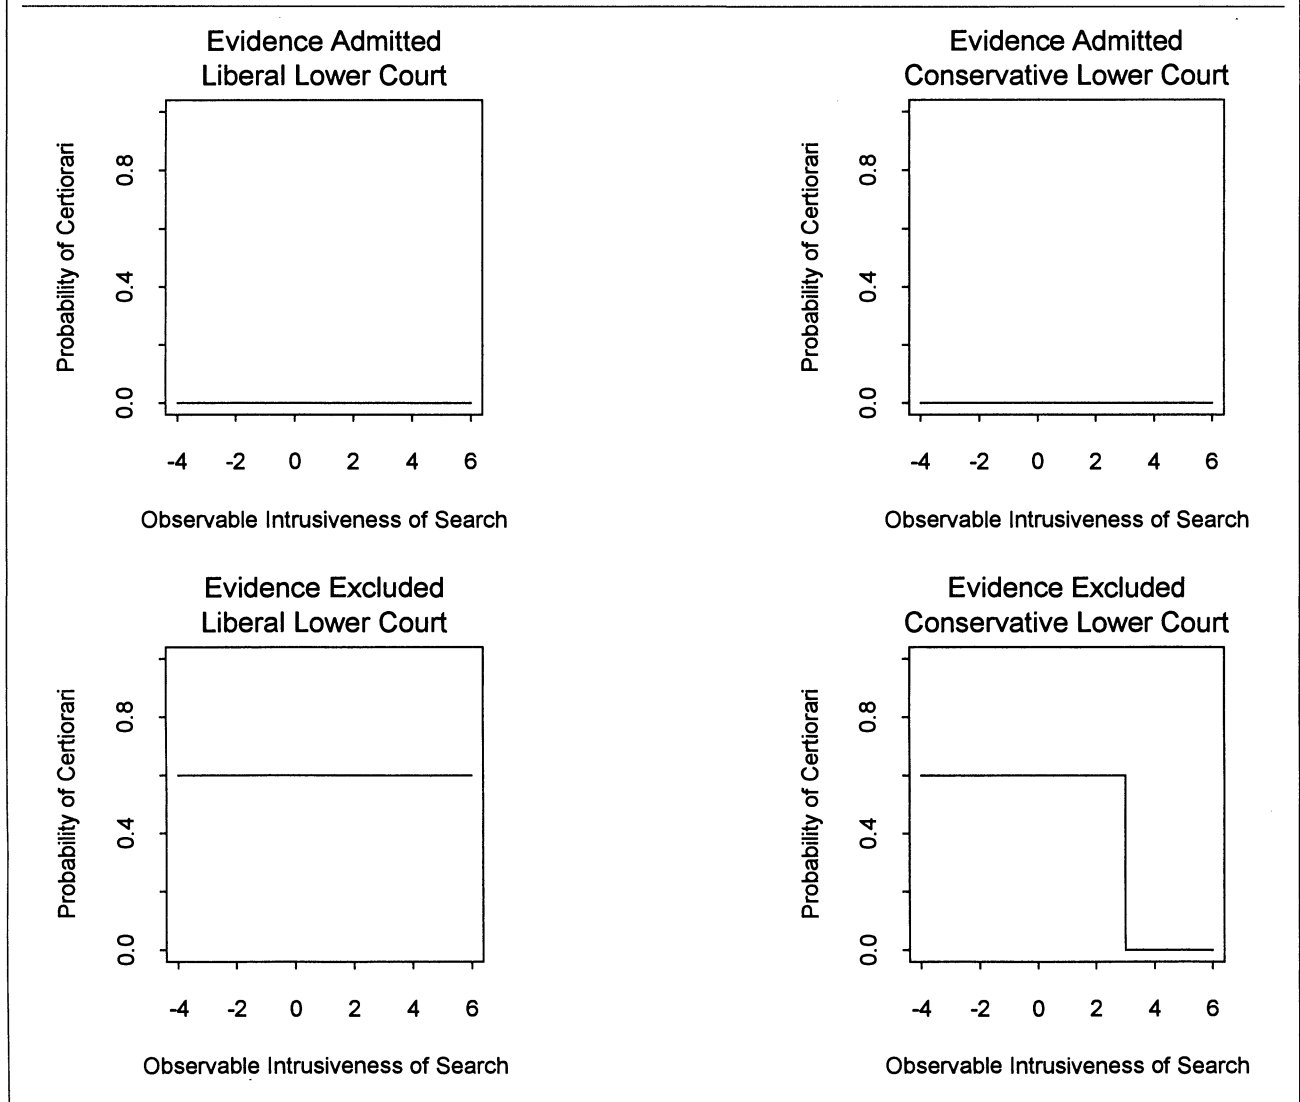 Evidence Admitted
Liberal Lower Court
Probability of Certiorari
0.8
0.4
0.0
-4 -2 0 2 4 6
Observable Intrusiveness of Search
Evidence Admitted
Conservative Lower Court
Probability of Certiorari
0.8
0.4
0.0
-4 -2 0 2 4 6
Observable Intrusiveness of Search
Evidence Excluded
Liberal Lower Court
Probability of Certiorari
0.8
0.4
0.0
-4 -2 0 2 4 6
Observable Intrusiveness of Search
Evidence Excluded
Conservative Lower Court
Probability of Certiorari
0.8
0.4
0.0
-4 -2 0 2 4 6
Observable Intrusiveness of Search